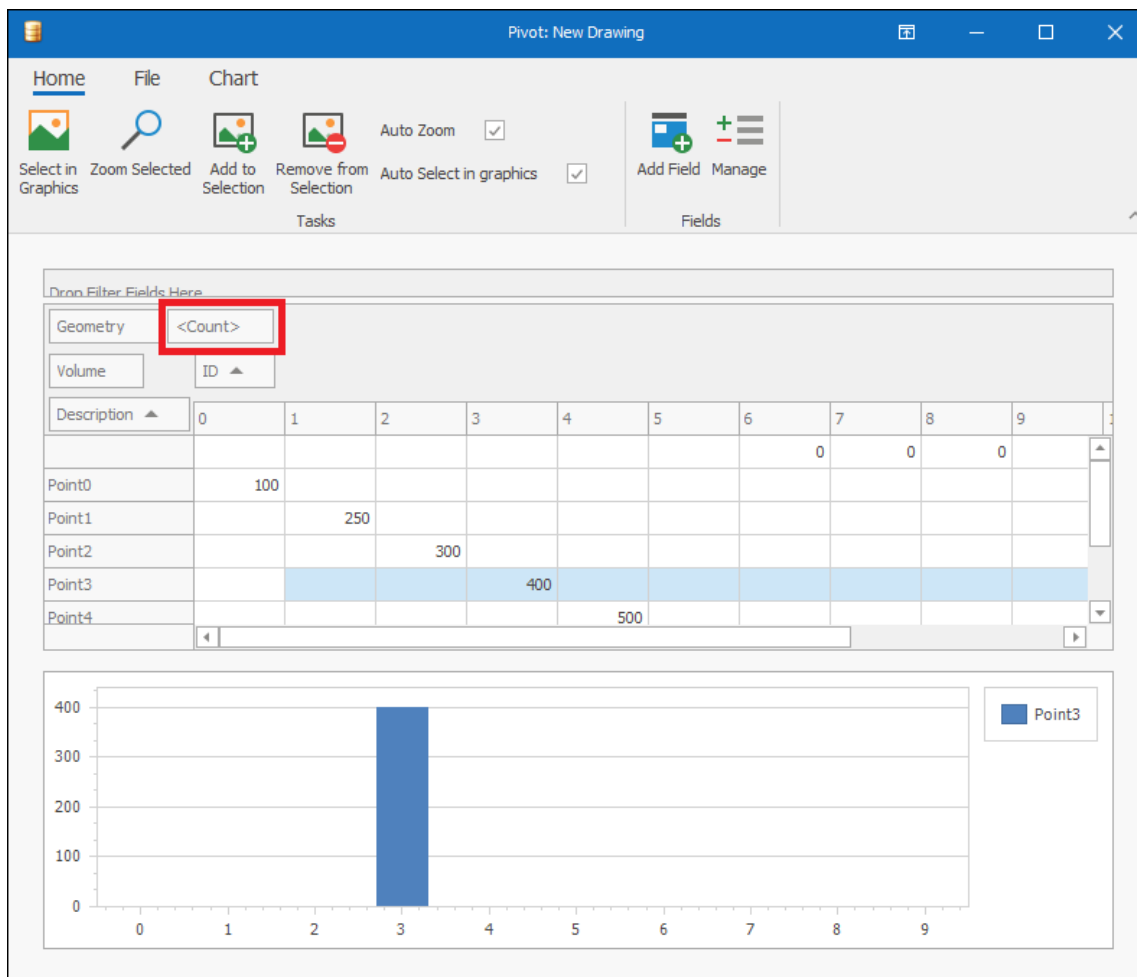 Pivot: New Drawing
Home File Chart
Select in Graphics
Zoom Selected
Add to Selection
Remove from Selection
Auto Zoom
Auto Select in graphics
Add Field
Manage
Tasks
Fields
Drop Filter Fields Here
Geometry <Count>
Volume ID
Description 0 1 2 3 4 5 6 7 8 9
0 0 0
Point0 100
Point1 250
Point2 300
Point3 400
Point4 500
Point3
400
300
200
100
0
0 1 2 3 4 5 6 7 8 9